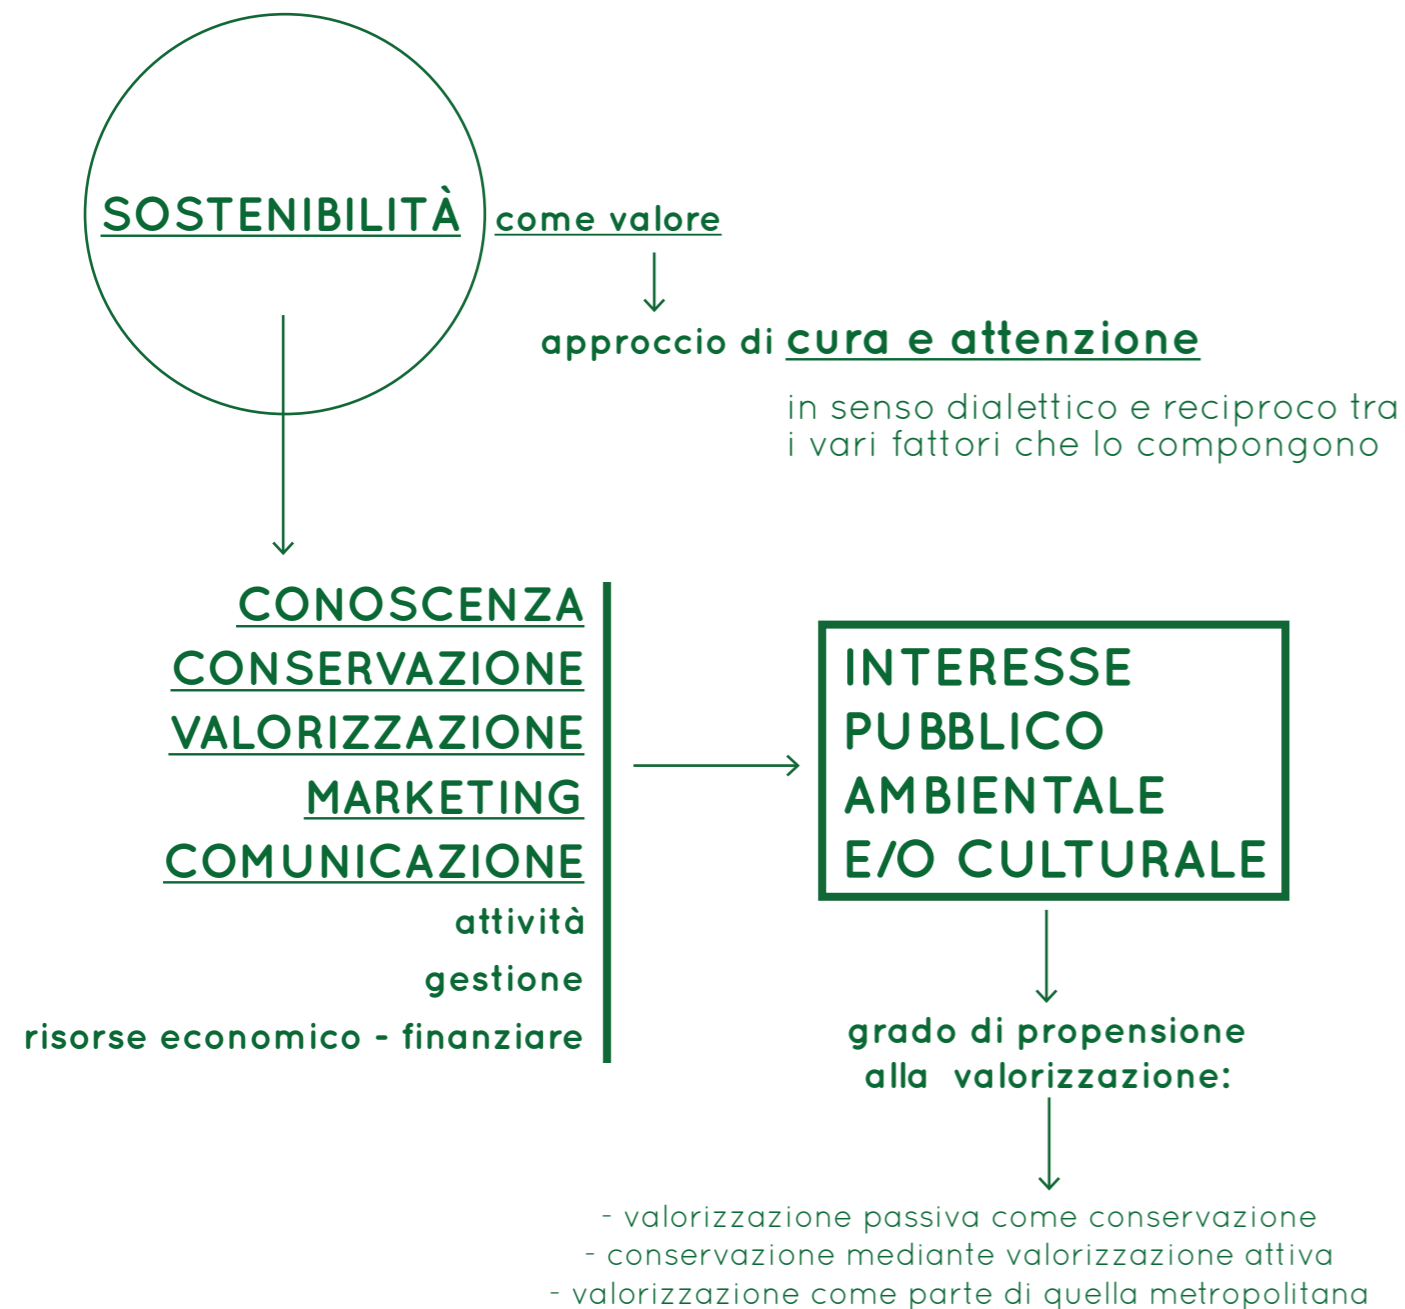 SOSTENIBILITÀ come valore
approccio di cura e attenzione
in senso dialettico e reciproco tra
i vari fattori che lo compongono
CONOSCENZA
CONSERVAZIONE
VALORIZZAZIONE
MARKETING
COMUNICAZIONE
attività
gestione
risorse economico - finanziare
INTERESSE
PUBBLICO
AMBIENTALE
E/O CULTURALE
grado di propensione
alla valorizzazione:
- valorizzazione passiva come conservazione
- conservazione mediante valorizzazione attiva
- valorizzazione come parte di quella metropolitana